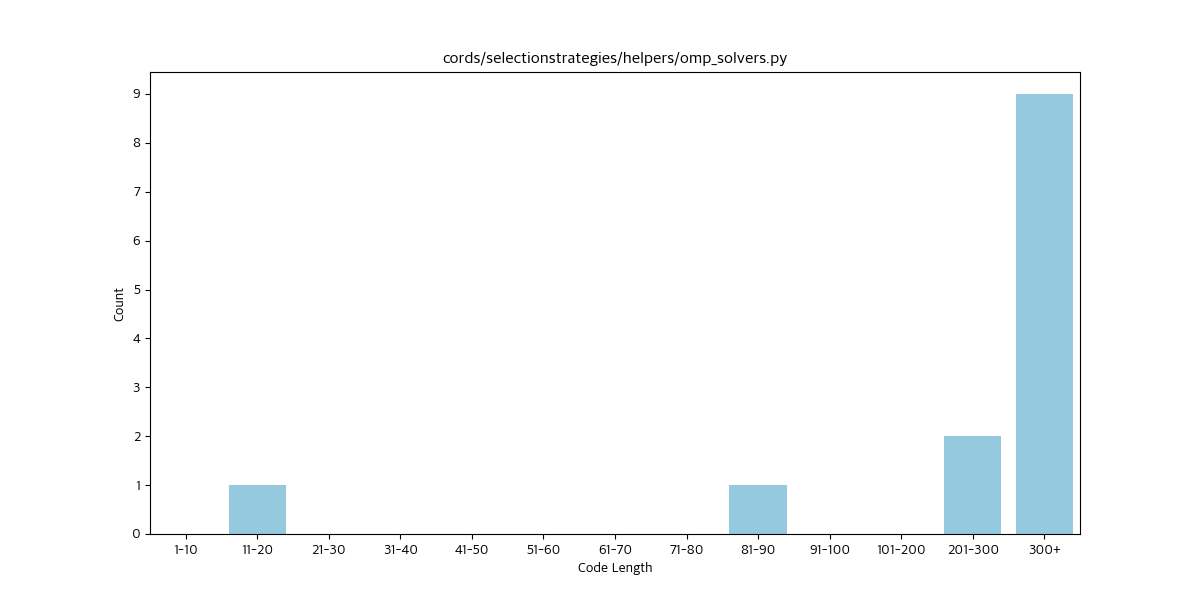 cords/selectionstrategies/helpers/omp_solvers.py
9
8
7
6
5
4
3
2
1
0
Count
1-10 11-20 21-30 31-40 41-50 51-60 61-70 71-80 81-90 91-100 101-200 201-300 300+
Code Length